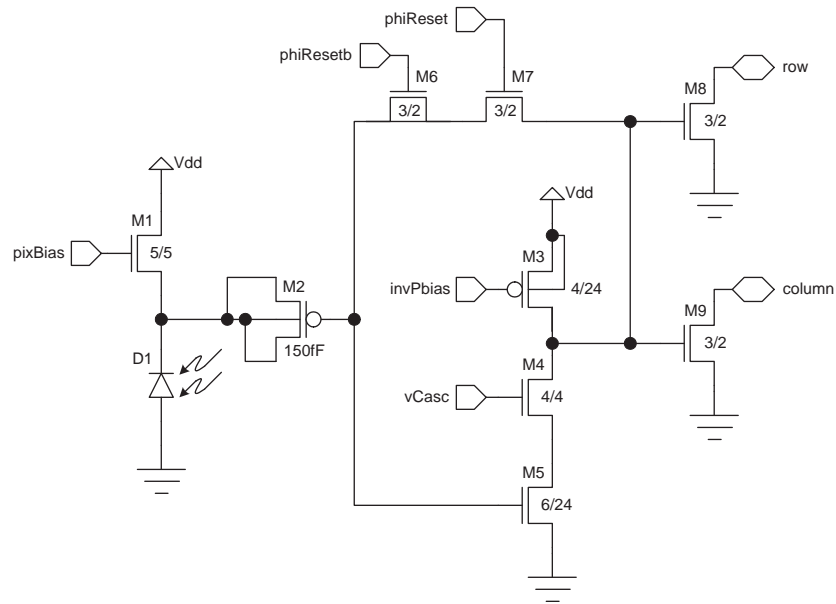 phiReset
phiResetb
M6
M7
M8
row
3/2
3/2
3/2
Vdd
Vdd
M1
pixBias
5/5
M3
invPbias
4/24
M2
150fF
M9
column
3/2
D1
M4
vCasc
4/4
M5
6/24